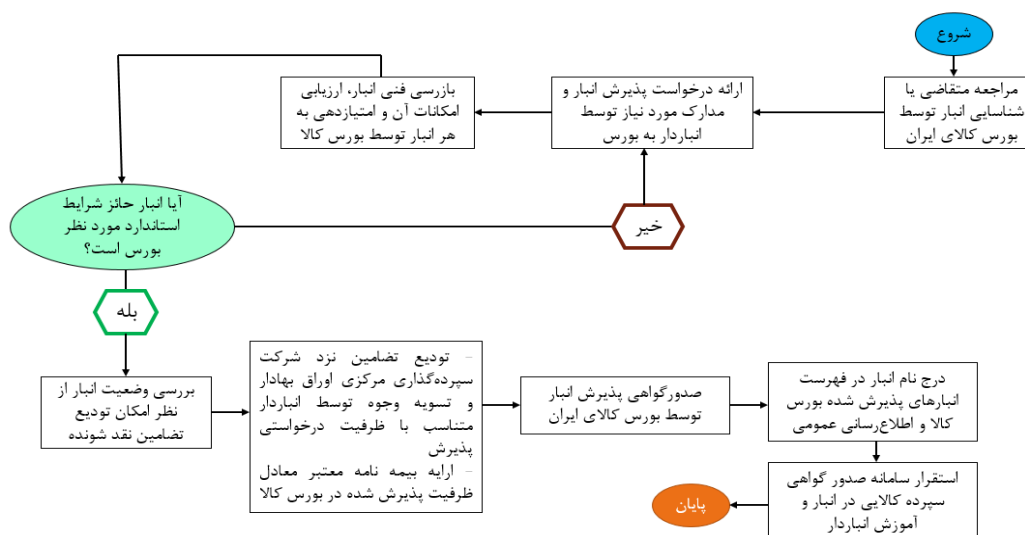 شروع
مراجعه متقاضی یا
شناسایی انبار توسط
بورس کالای ایران
ارائه درخواست پذیرش انبار و
مدارک مورد نیاز توسط
انباردار به بورس
بازرسی فنی انبار، ارزیابی
امکانات آن و امتیازدهی به
هر انبار توسط بورس کالا
آیا انبار حائز شرایط
استاندارد مورد نظر
بورس است؟
خیر
بله
بررسی وضعیت انبار از
نظر امکان تودیع
تضامین نقد شونده
- تودیع تضامین نزد شرکت
سپرده‌گذاری مرکزی اوراق بهادار
و تسویه وجوه توسط انباردار
متناسب با ظرفیت درخواستی
پذیرش
- ارایه بیمه نامه معتبر معادل
ظرفیت پذیرش شده در بورس کالا
صدورگواهی پذیرش انبار
توسط بورس کالای ایران
درج نام انبار در فهرست
انبارهای پذیرش شده بورس
کالا و اطلاع‌رسانی عمومی
استقرار سامانه صدور گواهی
سپرده کالایی در انبار و
آموزش انباردار
پایان